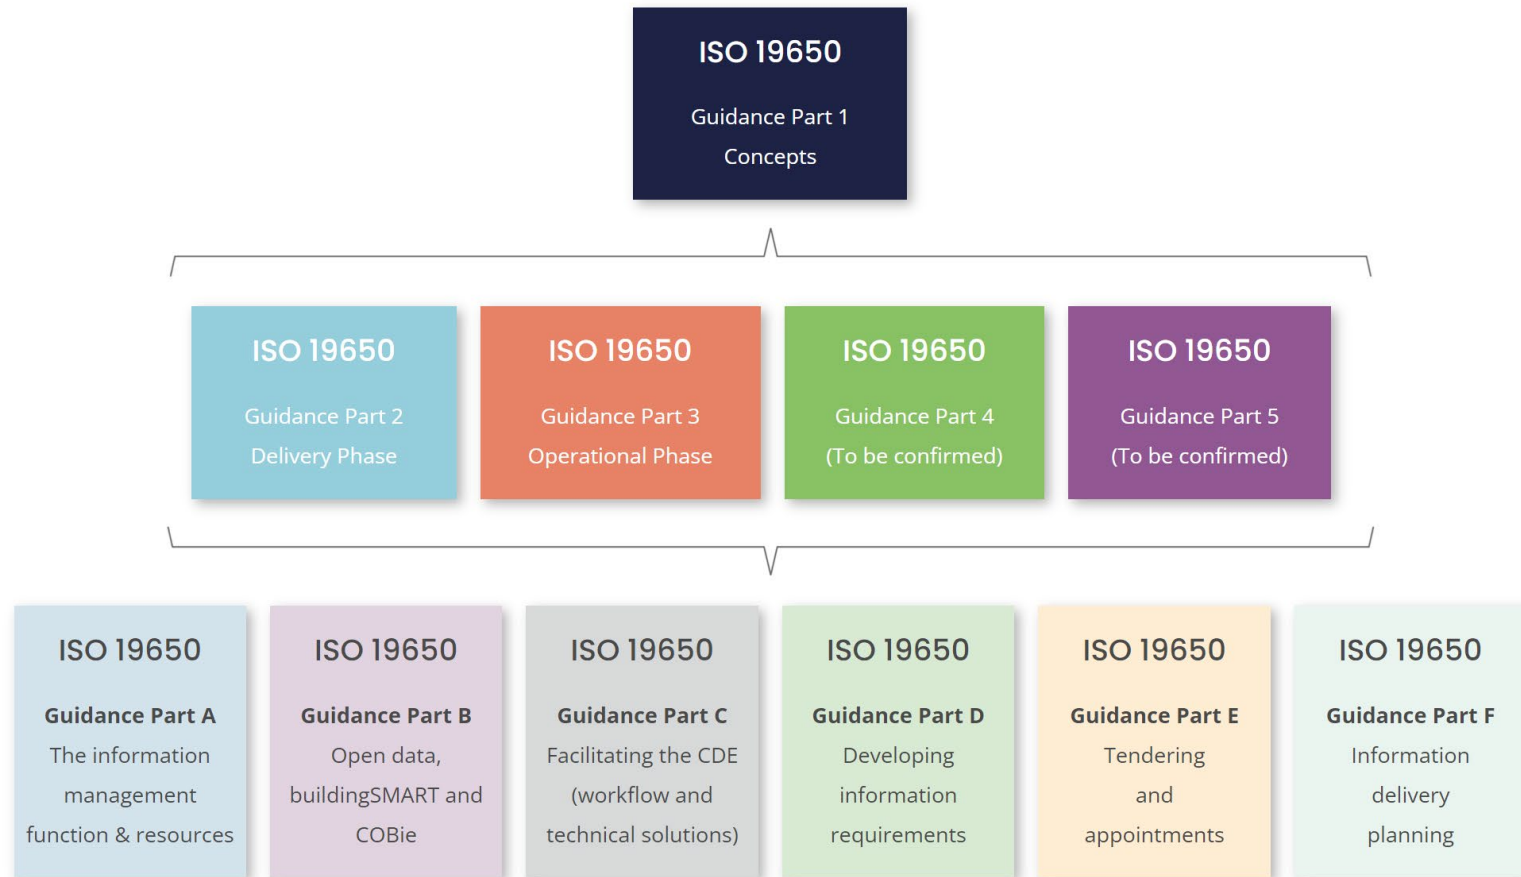 ISO 19650
Guidance Part 1
Concepts
ISO 19650
Guidance Part 2
Delivery Phase
ISO 19650
Guidance Part 3
Operational Phase
ISO 19650
Guidance Part 4
(To be confirmed)
ISO 19650
Guidance Part 5
(To be confirmed)
ISO 19650
Guidance Part A
The information
management
function & resources
ISO 19650
Guidance Part B
Open data,
buildingSMART and
COBie
ISO 19650
Guidance Part C
Facilitating the CDE
(workflow and
technical solutions)
ISO 19650
Guidance Part D
Developing
information
requirements
ISO 19650
Guidance Part E
Tendering
and
appointments
ISO 19650
Guidance Part F
Information
delivery
planning